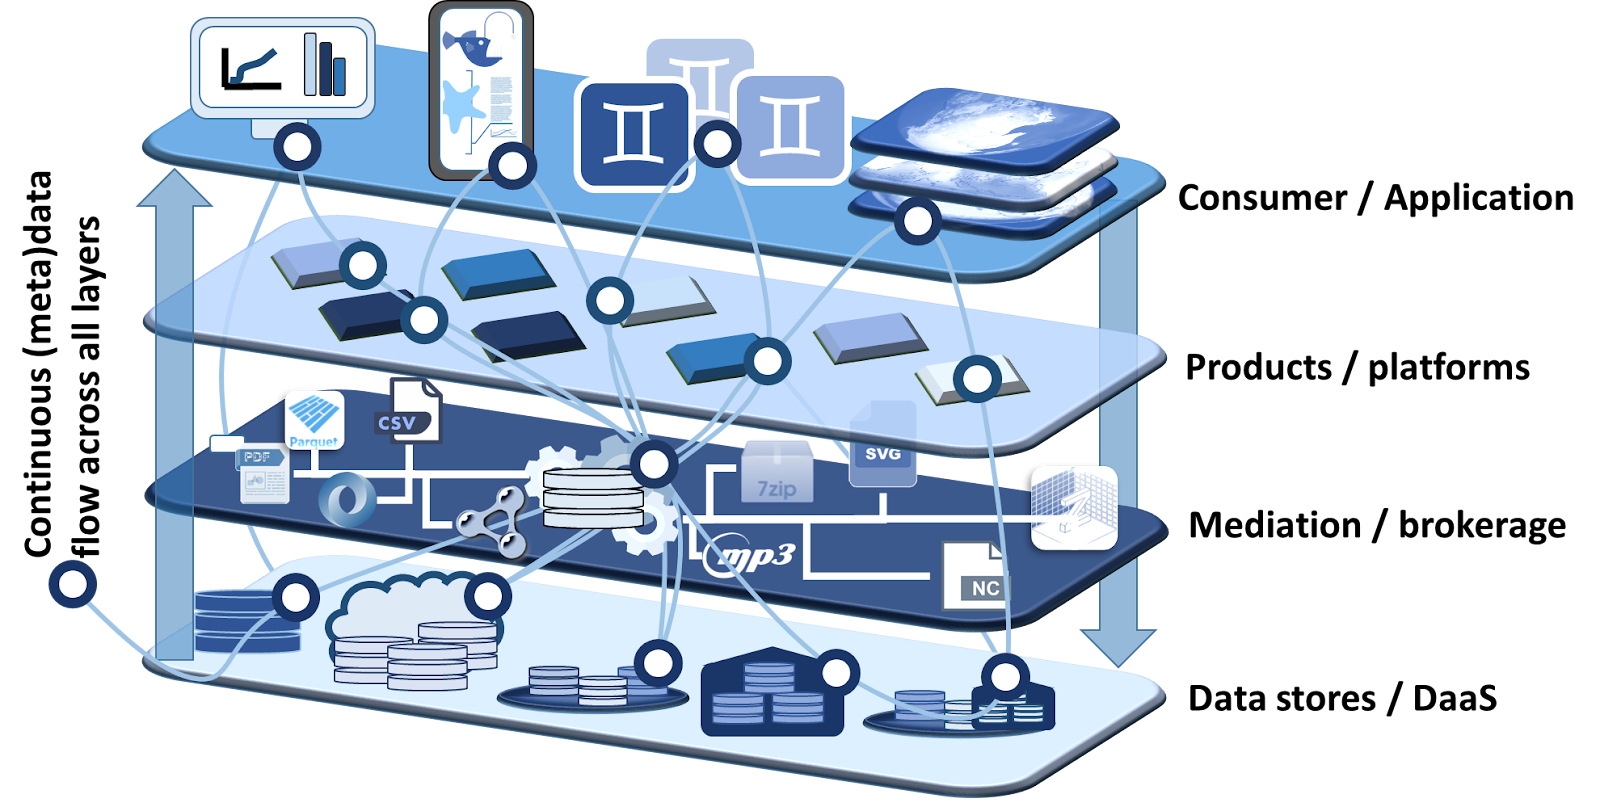 Continuous (meta)data
flow across all layers
Consumer / Application
Products / platforms
Parquet
CSV
PDF
7zip
SVG
Mediation / brokerage
mp3
NC
Data stores / DaaS